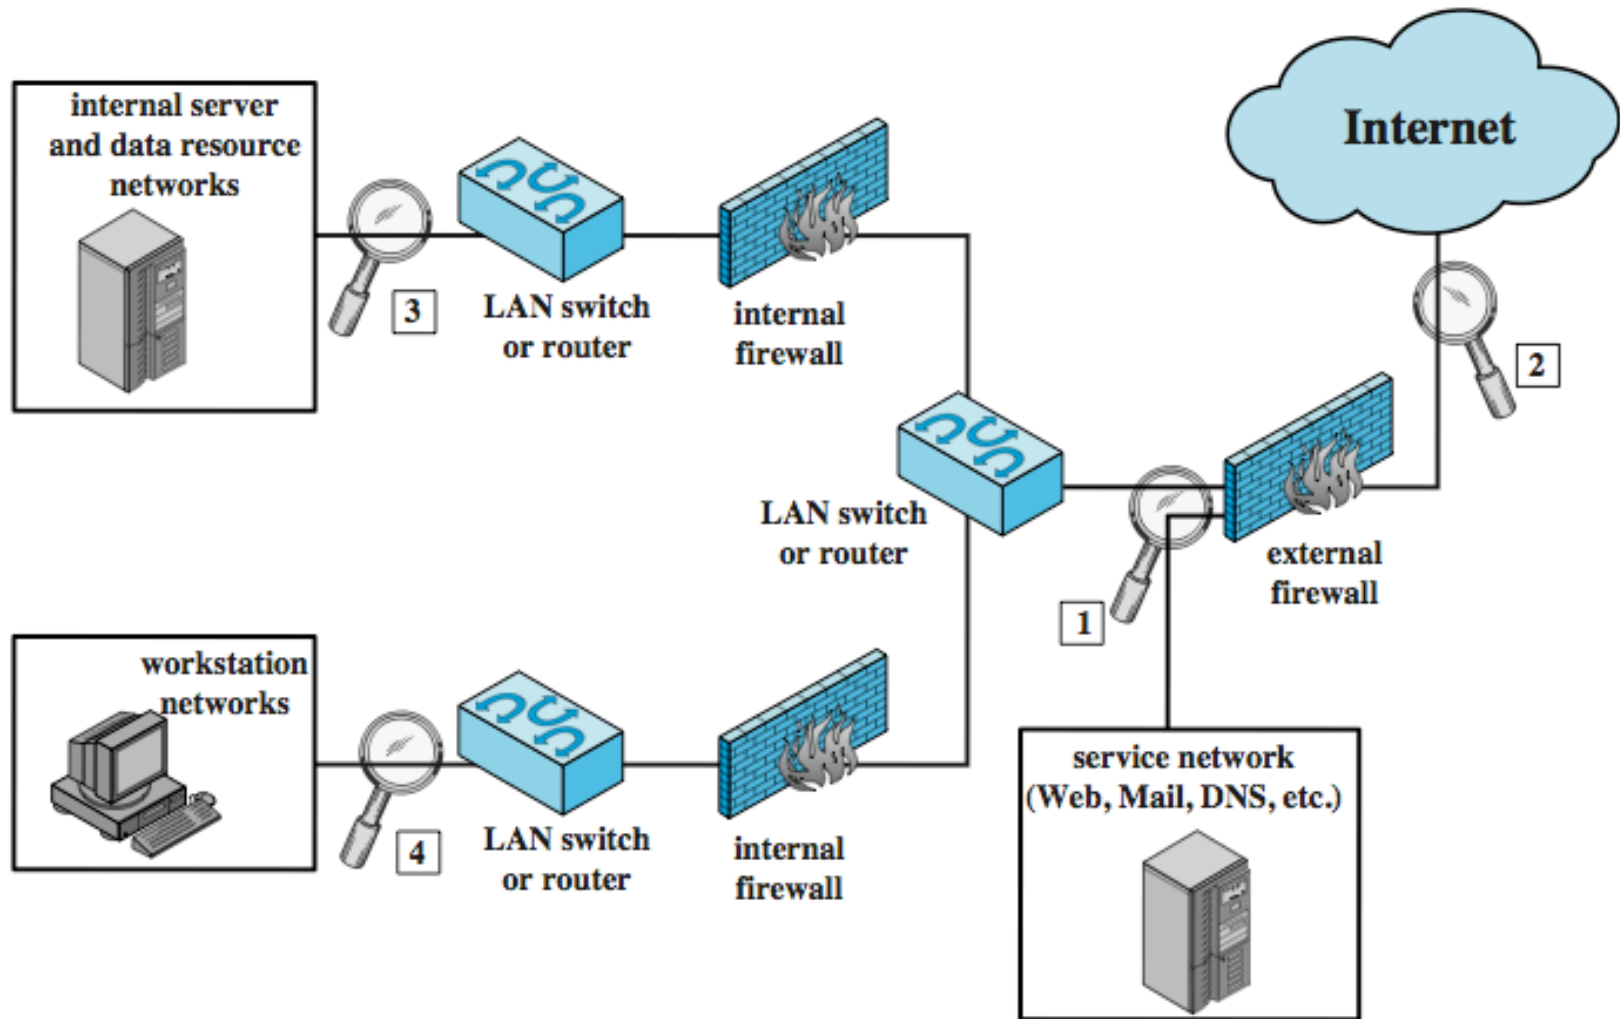 internal server
and data resource
networks
3
LAN switch
or router
internal
firewall
Internet
2
LAN switch
or router
1
external
firewall
workstation
networks
4
LAN switch
or router
internal
firewall
service network
(Web, Mail, DNS, etc.)